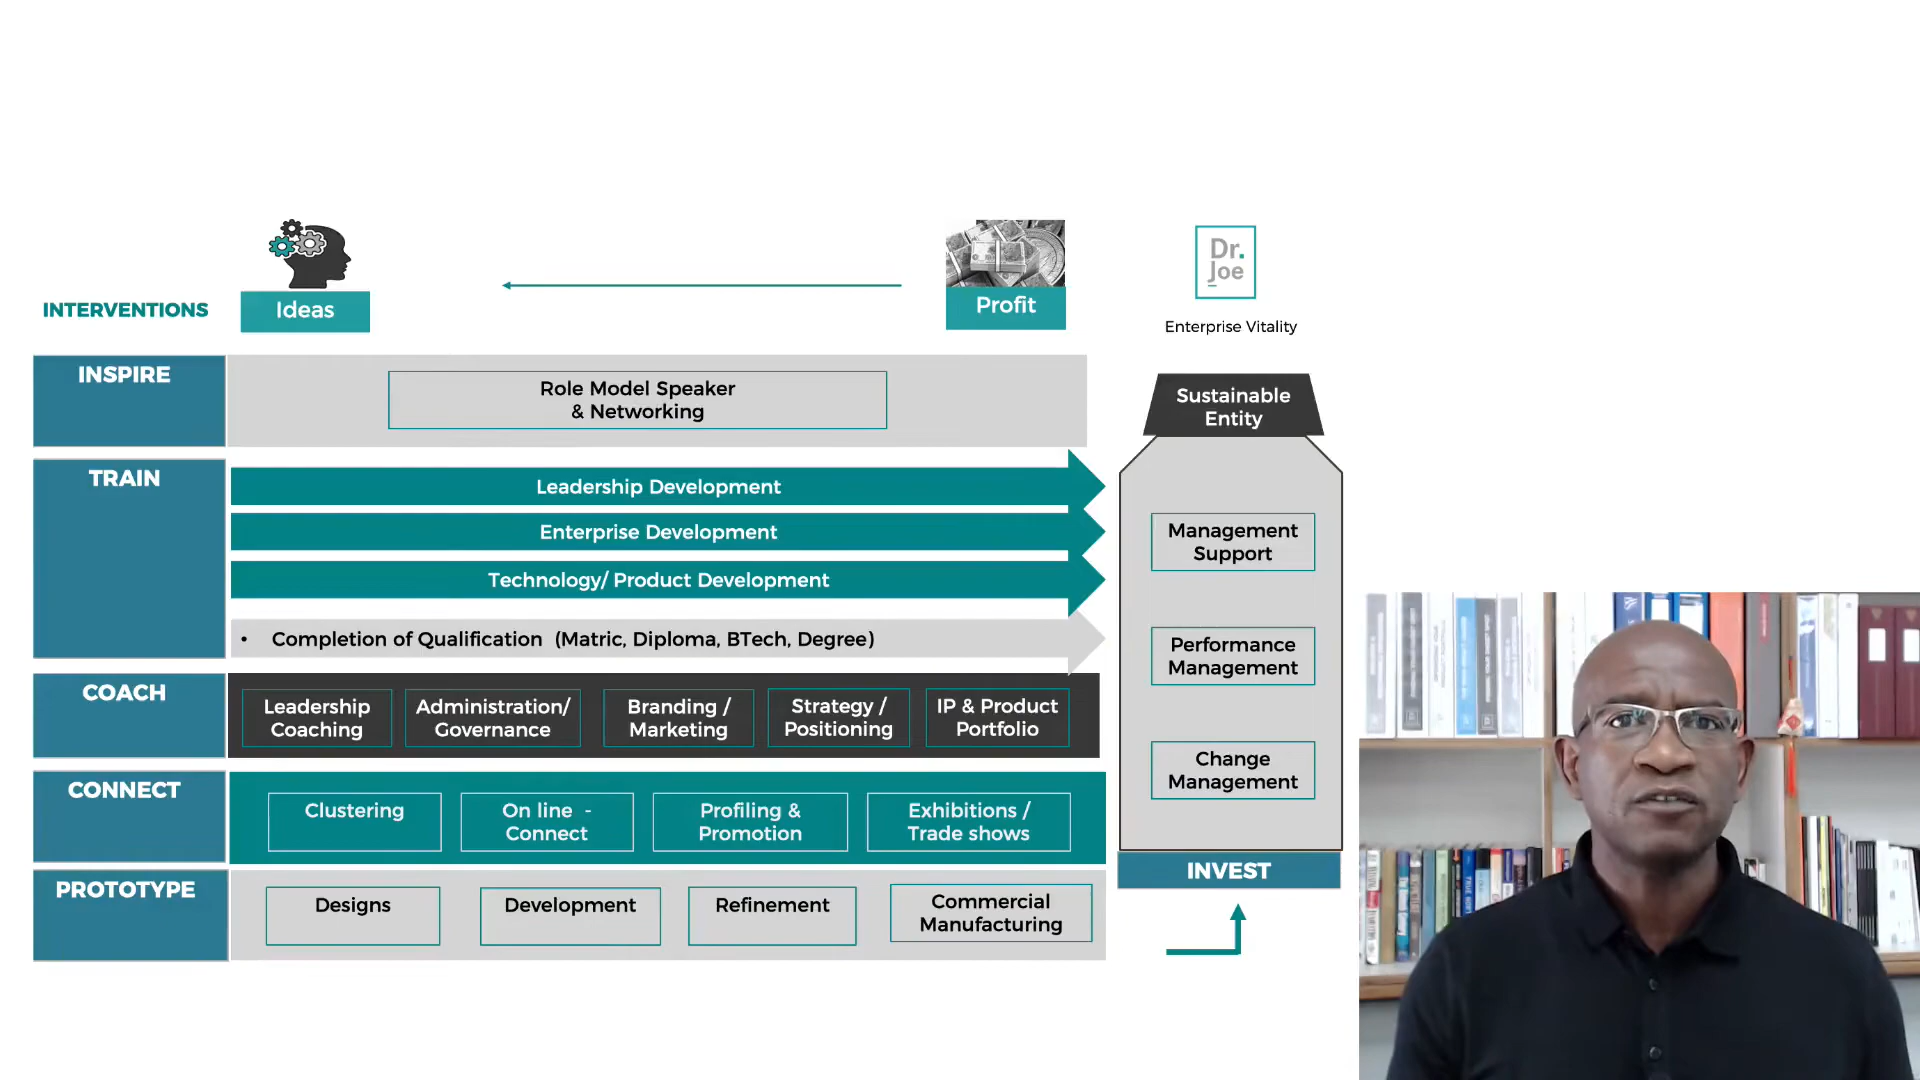 Dr.
Joe
Enterprise Vitality
INTERVENTIONS
Ideas
Profit
INSPIRE
Role Model Speaker
& Networking
TRAIN
Leadership Development
Enterprise Development
Technology/ Product Development
• Completion of Qualification (Matric, Diploma, BTech, Degree)
COACH
Leadership
Coaching
Administration/
Governance
Branding /
Marketing
Strategy /
Positioning
IP & Product
Portfolio
CONNECT
Clustering
On line -
Connect
Profiling &
Promotion
Exhibitions /
Trade shows
PROTOTYPE
Designs
Development
Refinement
Commercial
Manufacturing
Sustainable
Entity
Management
Support
Performance
Management
Change
Management
INVEST